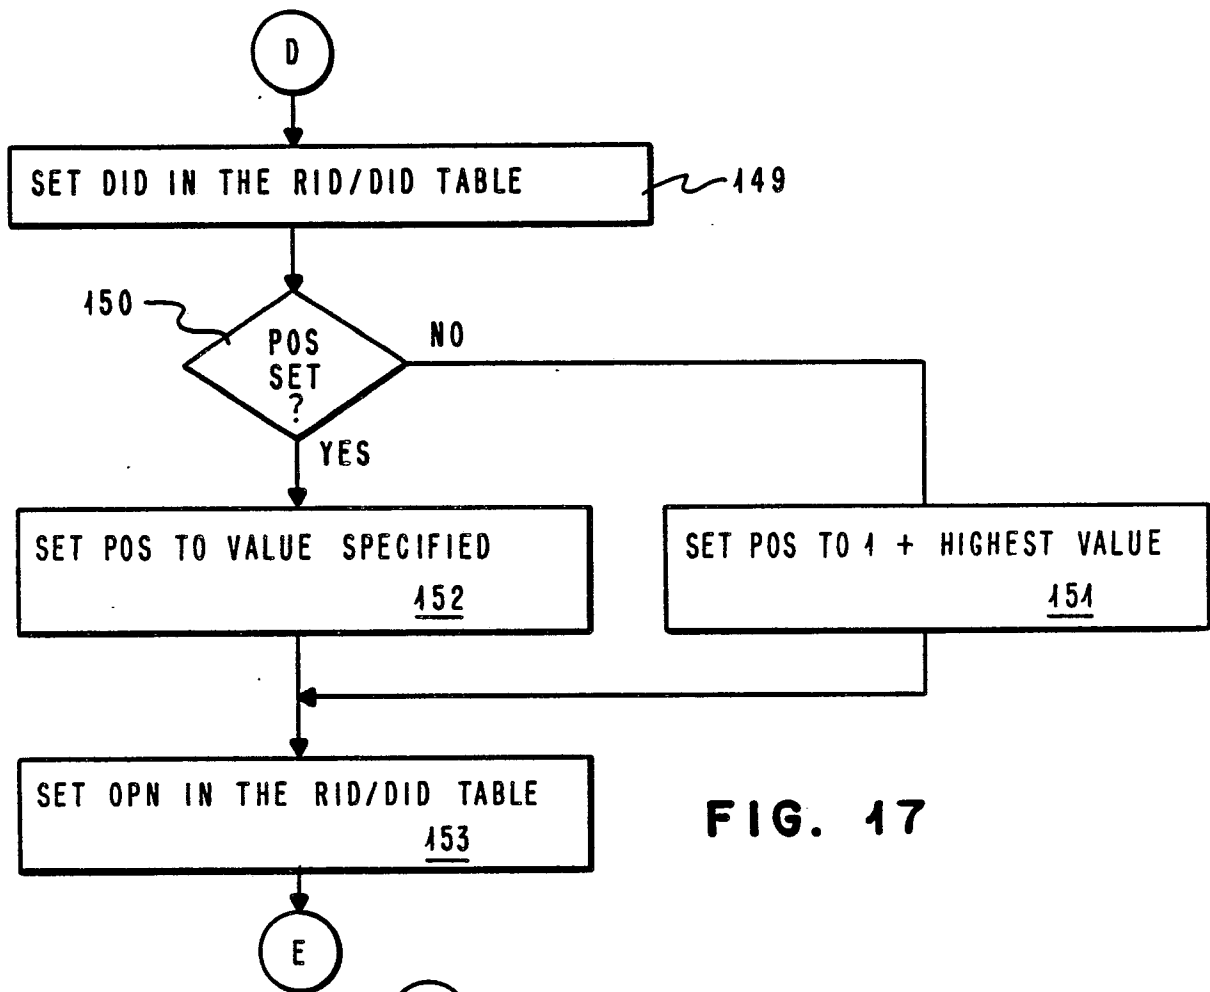 D
SET DID IN THE RID/DID TABLE
149
150
POS
SET
?
NO
YES
SET POS TO VALUE SPECIFIED
152
SET POS TO 1 + HIGHEST VALUE
151
SET OPN IN THE RID/DID TABLE
153
FIG. 17
E